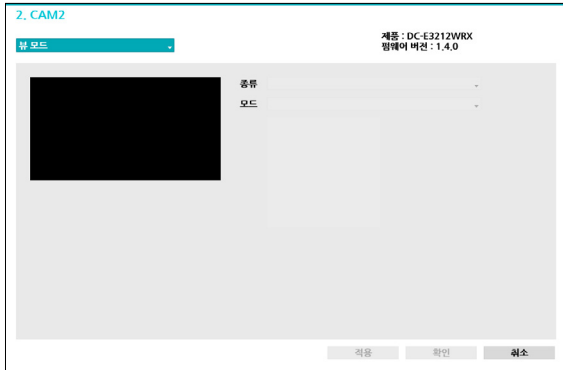 2. CAM2
뷰 모드
제품 : DC-E3212WRX
펌웨어 버전 : 1.4.0
종류
모드
적용 확인 취소